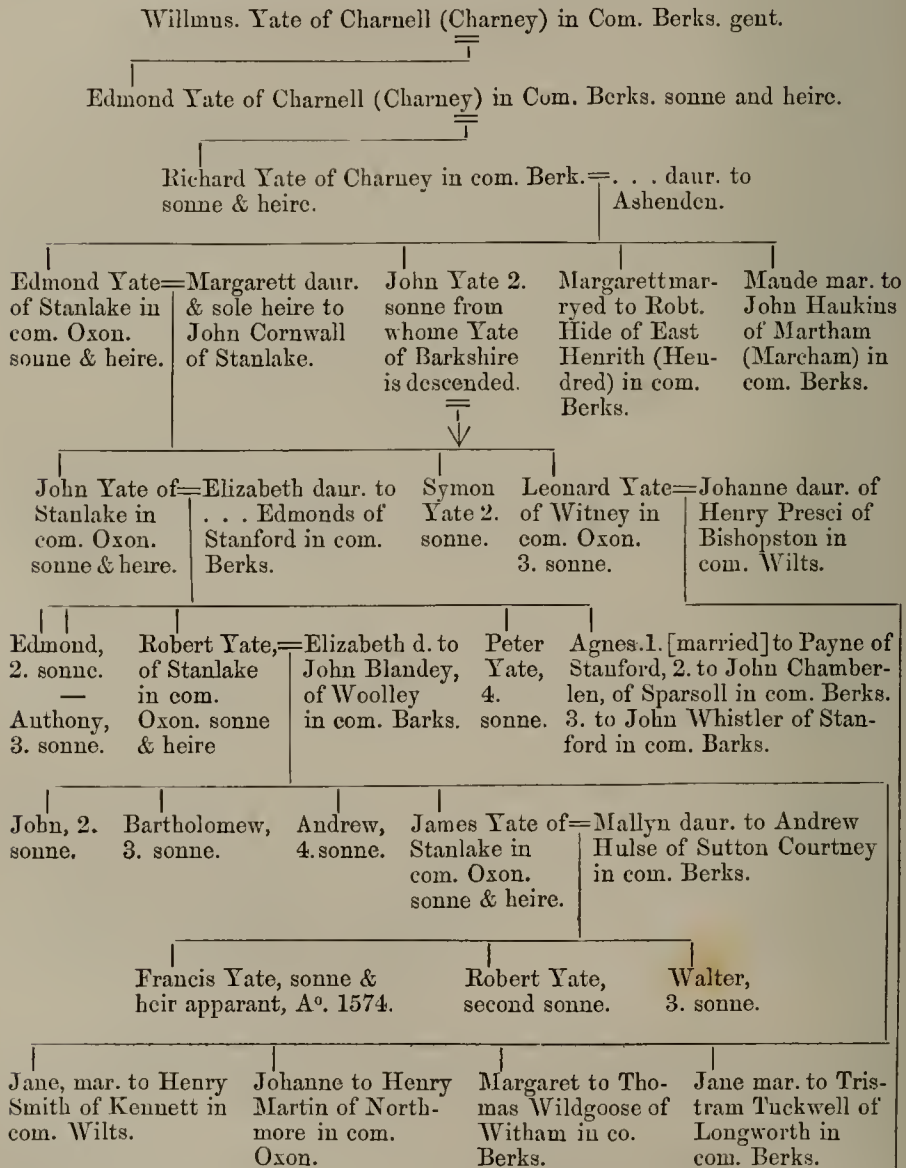 Willmus. Yate of Charnell (Charney) in Com. Berks. gent.
Edmond Yate of Charnell (Charney) in Com. Berks. sonne and heire.
Richard Yate of Charney in com. Berk.=. . . daur. to
sonne & heire.
Ashenden.
Edmond Yate=
of Stanlake in
com. Oxon.
sonne & heire.
Margarett daur.
& sole heire to
John Cornwall
of Stanlake.
John Yate 2.
sonne from
whome Yate
of Barkshire
is descended.
Margarett mar-
ryed to Robt.
Hide of East
Henrith (Hen-
dred) in com.
Berks.
Maude mar. to
John Haukins
of Martham
(Marcham) in
com. Berks.
John Yate of=
Stanlake in
com. Oxon.
sonne & heire.
Elizabeth daur. to
. . . Edmonds of
Stanford in com.
Berks.
Symon
Yate 2.
sonne.
Leonard Yate=
of Witney in
com. Oxon.
3. sonne.
Johanne daur. of
Henry Presci of
Bishopston in
com. Wilts.
Edmond,
2. sonne.
—
Anthony,
3. sonne.
Robert Yate,=
of Stanlake
in com.
Oxon. sonne
& heire
Elizabeth d. to
John Blandey,
of Woolley
in com. Barks.
Peter
Yate,
4.
sonne.
Agnes.1. [married] to Payne of
Stanford, 2. to John Chamber-
len, of Sparsoll in com. Berks.
3. to John Whistler of Stan-
ford in com. Barks.
John, 2.
sonne.
Bartholomew,
3. sonne.
Andrew,
4. sonne.
James Yate of=
Stanlake in
com. Oxon.
sonne & heire.
Mallyn daur. to Andrew
Hulse of Sutton Courtney
in com. Berks.
Francis Yate, sonne &
heir apparant, Aº. 1574.
Robert Yate,
second sonne.
Walter,
3. sonne.
Jane, mar. to Henry
Smith of Kennett in
com. Wilts.
Johanne to Henry
Martin of North-
more in com.
Oxon.
Margaret to Tho-
mas Wildgoose of
Witham in co.
Berks.
Jane mar. to Tris-
tram Tuckwell of
Longworth in
com. Berks.